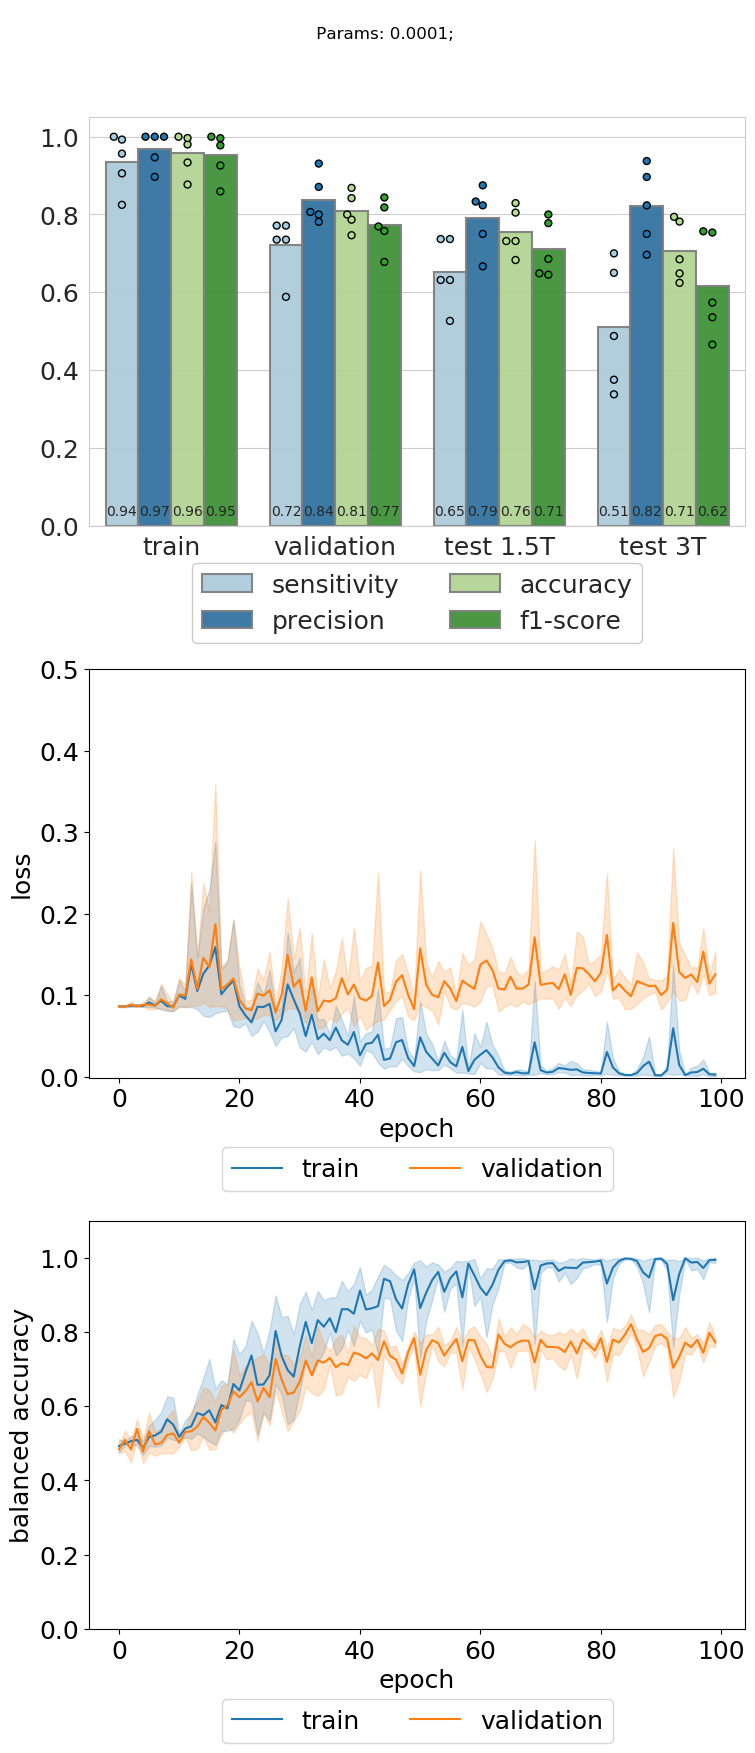 Params: 0.0001;
1.0
0.8
0.6
0.4
0.2
0.0
0.94 0.97 0.96 0.95 0.72 0.84 0.81 0.77 0.65 0.79 0.76 0.71 0.51 0.82 0.71 0.62
train validation test 1.5T test 3T
sensitivity accuracy
precision f1-score
0.5
0.4
0.3
0.2
0.1
0.0
loss
0 20 40 60 80 100
epoch
train validation
1.0
0.8
0.6
0.4
0.2
0.0
balanced accuracy
0 20 40 60 80 100
epoch
train validation